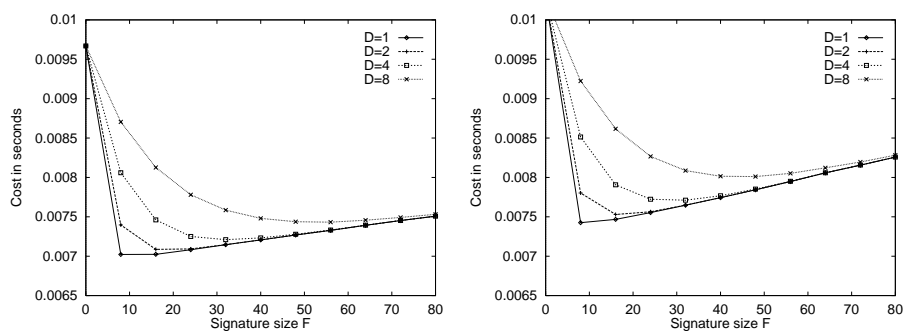 0.01
0.0095
0.009
0.0085
0.008
0.0075
0.007
0.0065
Cost in seconds
D=1
D=2
D=4
D=8
0 10 20 30 40 50 60 70 80
Signature size F
0.01
0.0095
0.009
0.0085
0.008
0.0075
0.007
0.0065
Cost in seconds
D=1
D=2
D=4
D=8
0 10 20 30 40 50 60 70 80
Signature size F